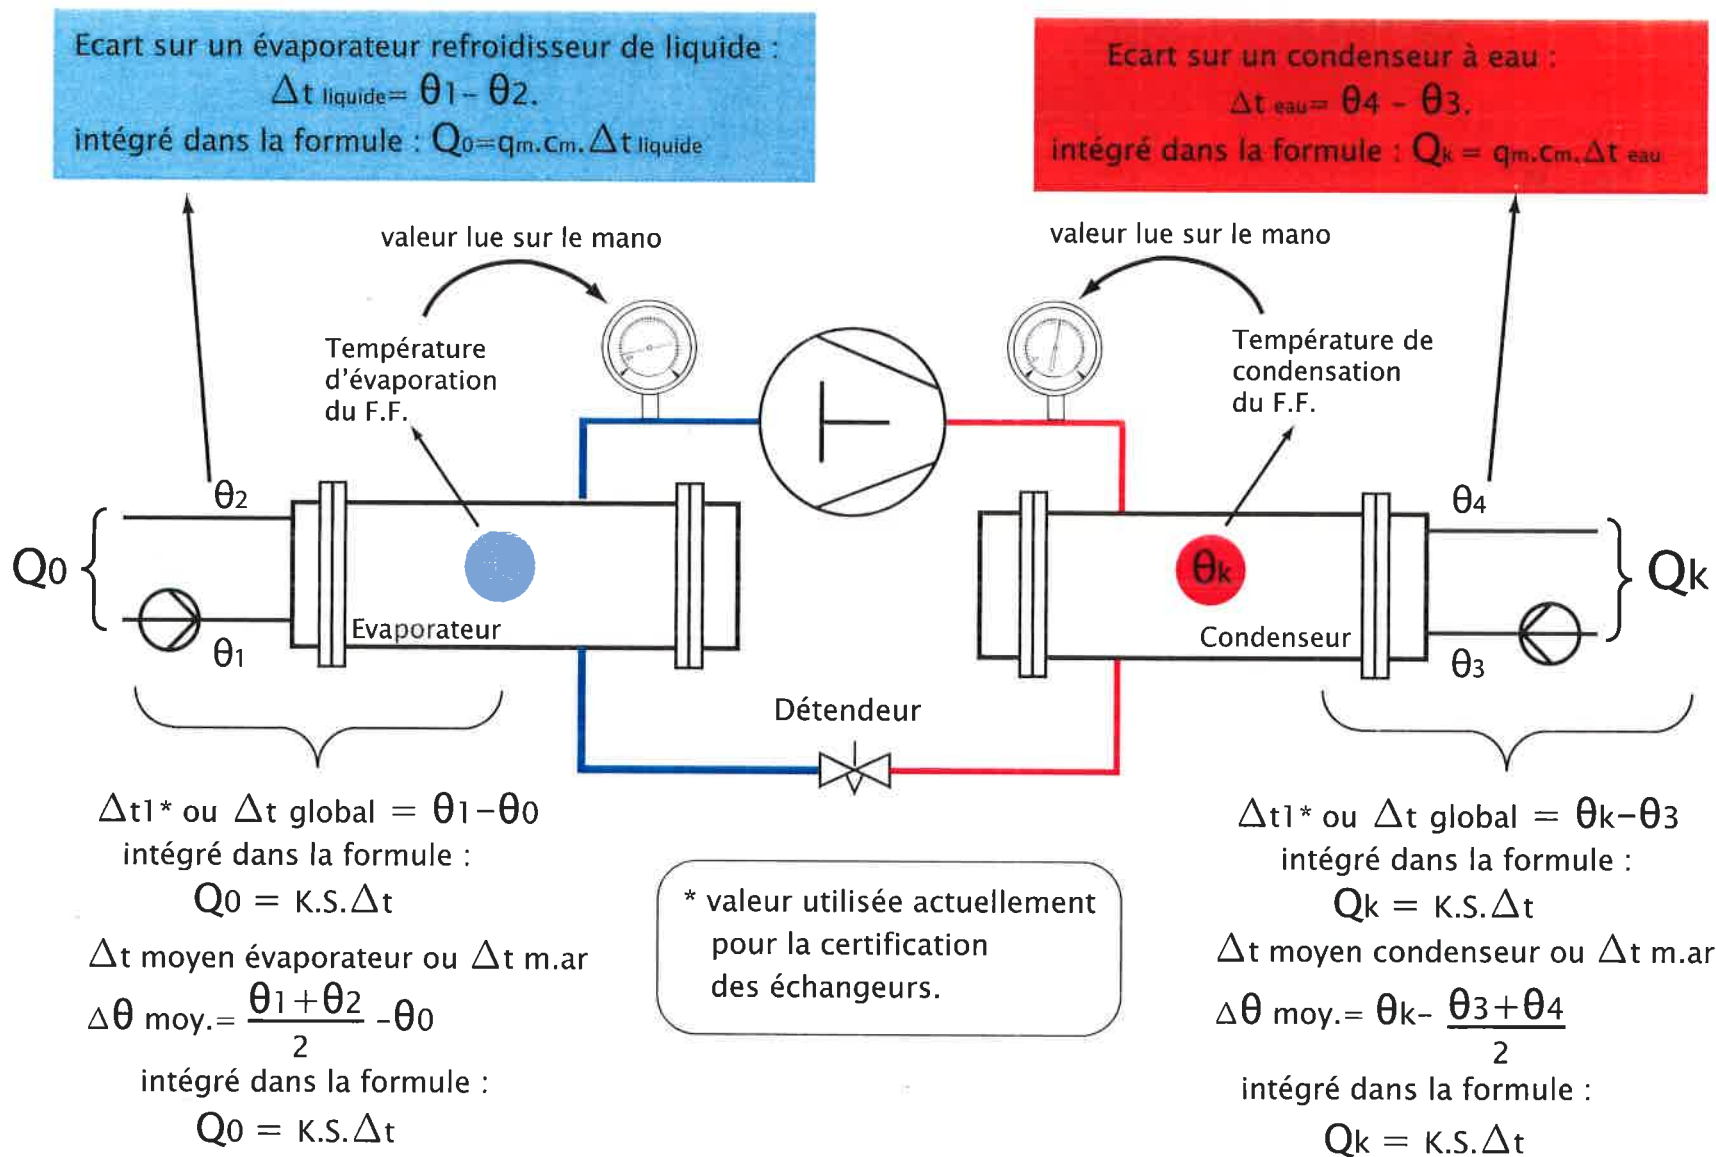 Ecart sur un évaporateur refroidisseur de liquide :
Δt liquide= θ1- θ2.
intégré dans la formule : Q0=qm.cm.Δt liquide
Ecart sur un condenseur à eau :
Δt eau= θ4 - θ3.
intégré dans la formule : Qk = qm.cm.Δt eau
valeur lue sur le mano
valeur lue sur le mano
Température
d'évaporation
du F.F.
Température de
condensation
du F.F.
θ2
θ4
Q0
θk
Qk
Evaporateur
Condenseur
θ1
θ3
Détendeur
Δt1* ou Δt global = θ1-θ0
intégré dans la formule :
Q0 = K.S.Δt
Δt moyen évaporateur ou Δt m.ar
Δθ moy.= θ1+θ2 -θ0
2
intégré dans la formule :
Q0 = K.S.Δt
* valeur utilisée actuellement
pour la certification
des échangeurs.
Δt1* ou Δt global = θk-θ3
intégré dans la formule :
Qk = K.S.Δt
Δt moyen condenseur ou Δt m.ar
Δθ moy.= θk- θ3+θ4
2
intégré dans la formule :
Qk = K.S.Δt